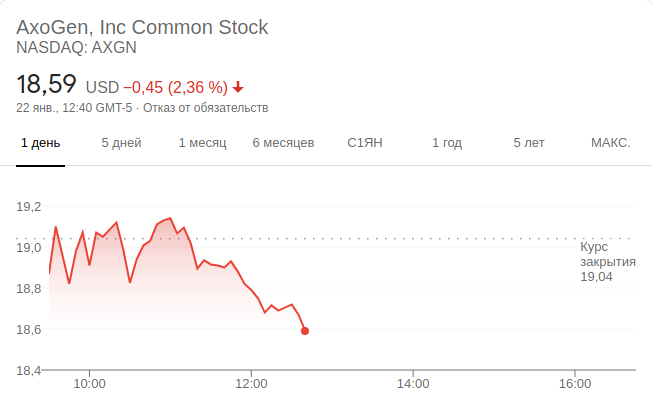 AxoGen, Inc Common Stock
NASDAQ: AXGN
18,59 USD −0,45 (2,36 %)
22 янв., 12:40 GMT-5 · Отказ от обязательств
1 день 5 дней 1 месяц 6 месяцев С1ЯН 1 год 5 лет МАКС.
19,2
19,0
18,8
18,6
18,4
Курс
закрытия
19,04
10:00 12:00 14:00 16:00